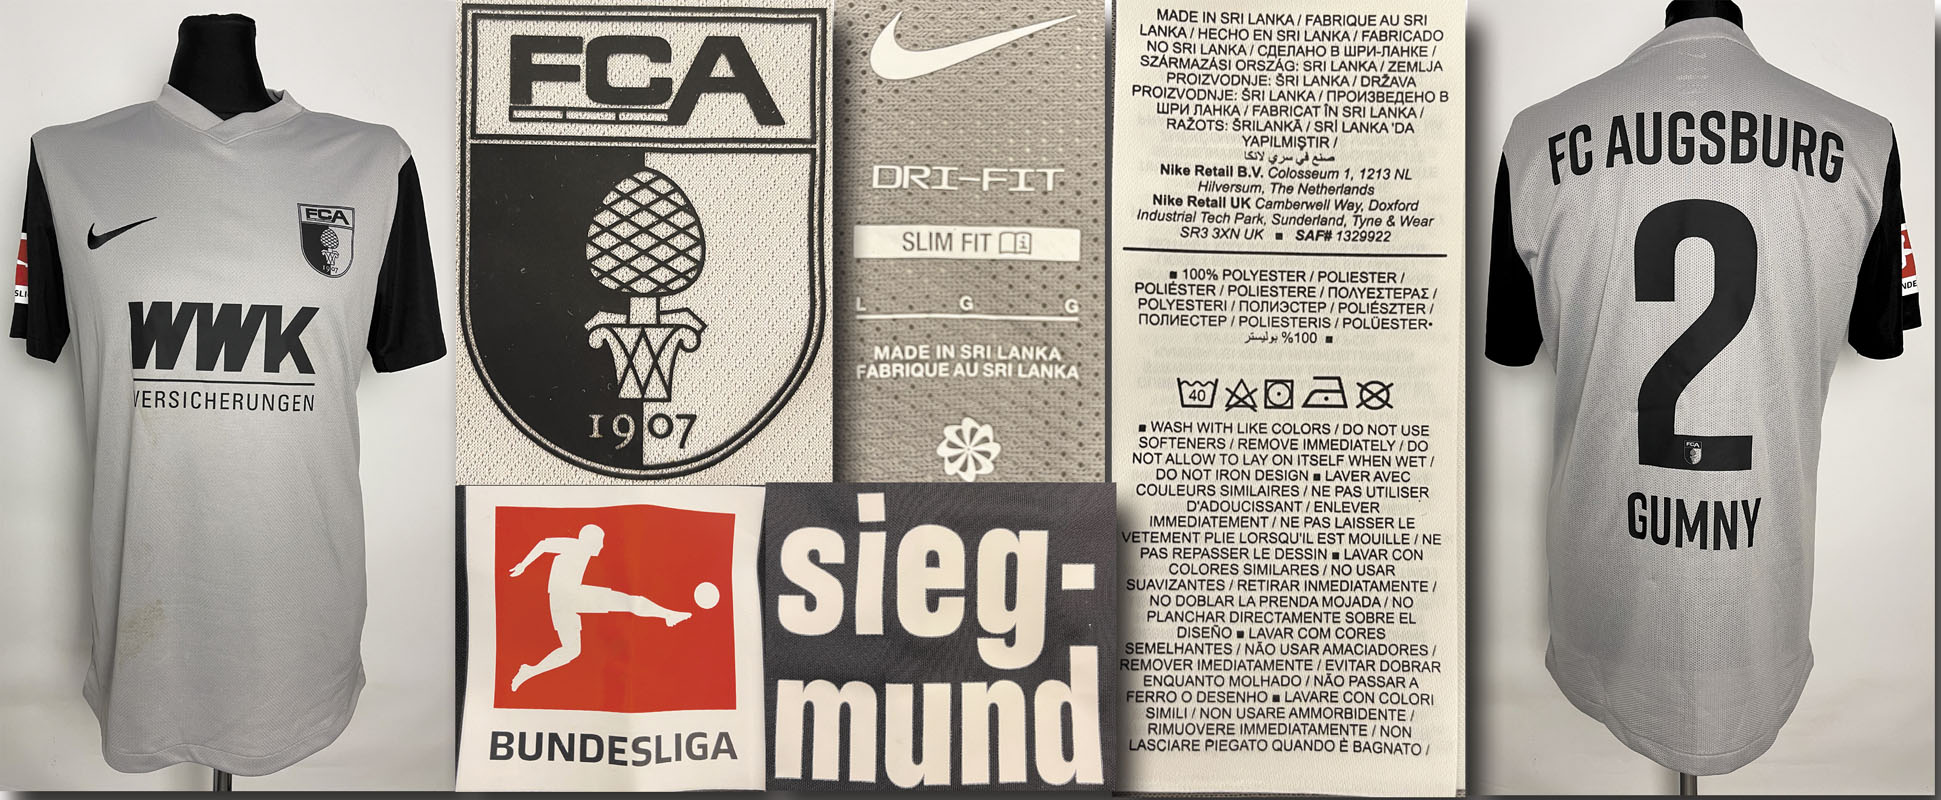 FCA
1907
WWK
VERSICHERUNGEN
FCA
1907
DRI-FIT
SLIM FIT
L G G
MADE IN SRI LANKA
FABRIQUE AU SRI LANKA
BUNDESLIGA
sieg-
mund
MADE IN SRI LANKA / FABRIQUE AU SRI
LANKA / HECHO EN SRI LANKA / FABRICADO
NO SRI LANKA / СДЕЛАНО В ШРИ-ЛАНКЕ /
SZÁRMAZÁSI ORSZÁG: SRI LANKA / ZEMLJA
PROIZVODNJE: ŠRI LANKA / DRŽAVA
PROIZVODNJE: ŠRI LANKA / ПРОИЗВЕДЕНО В
ШРИ ЛАНКА / FABRICAT ÎN SRI LANKA /
RAŽOTS: ŠRILANKĀ / SRİ LANKA 'DA
YAPILMIŞTIR /
صنع في سري لانكا
Nike Retail B.V. Colosseum 1, 1213 NL
Hilversum, The Netherlands
Nike Retail UK Camberwell Way, Doxford
Industrial Tech Park, Sunderland, Tyne & Wear
SR3 3XN UK ■ SAF# 1329922
■ 100% POLYESTER / POLIESTER /
POLIÉSTER / POLIESTERE / ΠΟΛΥΕΣΤΕΡΑΣ /
POLYESTERI / ПОЛИЭСТЕР / POLIÉSZTER /
ПОЛИЕСТЕР / POLIESTERIS / POLÜESTER•
100% بوليستر ■
40
■ WASH WITH LIKE COLORS / DO NOT USE
SOFTENERS / REMOVE IMMEDIATELY / DO
NOT ALLOW TO LAY ON ITSELF WHEN WET /
DO NOT IRON DESIGN ■ LAVER AVEC
COULEURS SIMILAIRES / NE PAS UTILISER
D'ADOUCISSANT / ENLEVER
IMMEDIATEMENT / NE PAS LAISSER LE
VETEMENT PLIE LORSQU'IL EST MOUILLE / NE
PAS REPASSER LE DESSIN ■ LAVAR CON
COLORES SIMILARES / NO USAR
SUAVIZANTES / RETIRAR INMEDIATAMENTE /
NO DOBLAR LA PRENDA MOJADA / NO
PLANCHAR DIRECTAMENTE SOBRE EL
DISEÑO ■ LAVAR COM CORES
SEMELHANTES / NÃO USAR AMACIADORES /
REMOVER IMEDIATAMENTE / EVITAR DOBRAR
ENQUANTO MOLHADO / NÃO PASSAR A
FERRO O DESENHO ■ LAVARE CON COLORI
SIMILI / NON USARE AMMORBIDENTE /
RIMUOVERE IMMEDIATAMENTE / NON
LASCIARE PIEGATO QUANDO È BAGNATO /
FC AUGSBURG
2
FCA
GUMNY